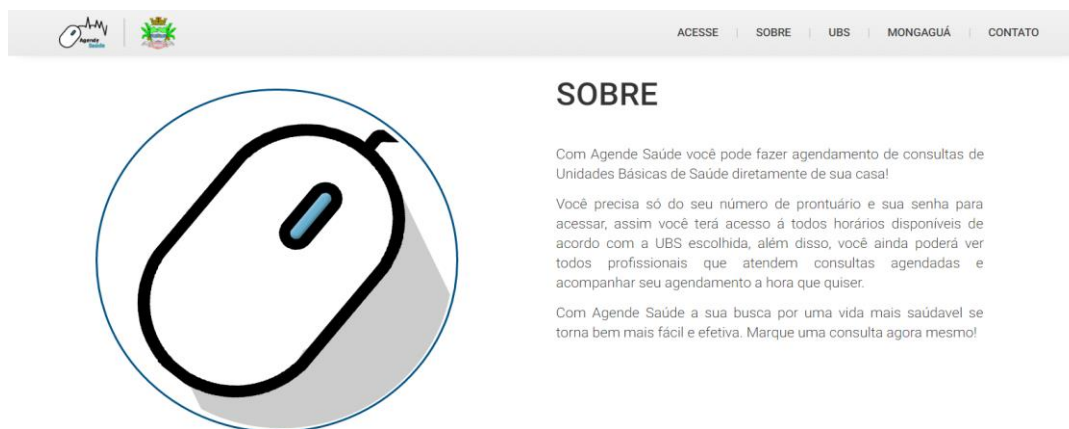 Agende
Saúde
ACESSE | SOBRE | UBS | MONGAGUÁ | CONTATO
SOBRE
Com Agende Saúde você pode fazer agendamento de consultas de
Unidades Básicas de Saúde diretamente de sua casa!
Você precisa só do seu número de prontuário e sua senha para
acessar, assim você terá acesso á todos horários disponíveis de
acordo com a UBS escolhida, além disso, você ainda poderá ver
todos profissionais que atendem consultas agendadas e
acompanhar seu agendamento a hora que quiser.
Com Agende Saúde a sua busca por uma vida mais saúdavel se
torna bem mais fácil e efetiva. Marque uma consulta agora mesmo!